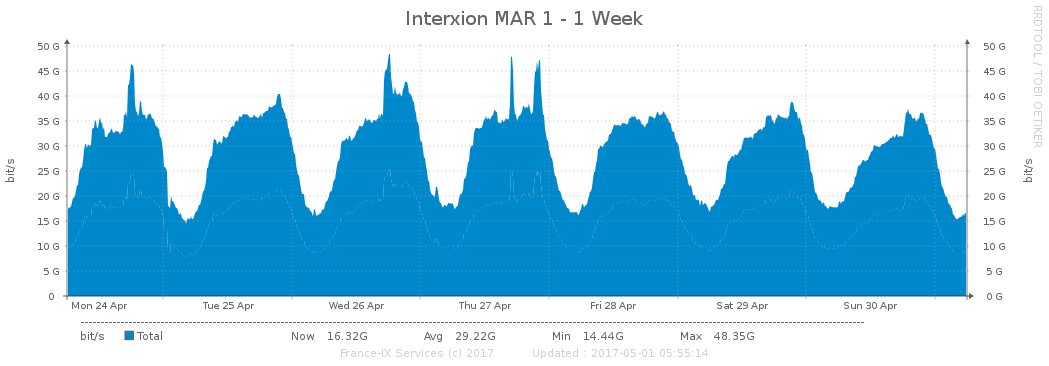 Interxion MAR 1 - 1 Week
RRDTOOL / TOBI OETIKER
50 G 50 G
45 G 45 G
40 G 40 G
35 G 35 G
30 G 30 G
25 G 25 G
20 G 20 G
15 G 15 G
10 G 10 G
5 G 5 G
0 0 G
bit/s bit/s
Mon 24 Apr Tue 25 Apr Wed 26 Apr Thu 27 Apr Fri 28 Apr Sat 29 Apr Sun 30 Apr
bit/s Total Now 16.32G Avg 29.22G Min 14.44G Max 48.35G
France-IX Services (c) 2017 Updated : 2017-05-01 05:55:14